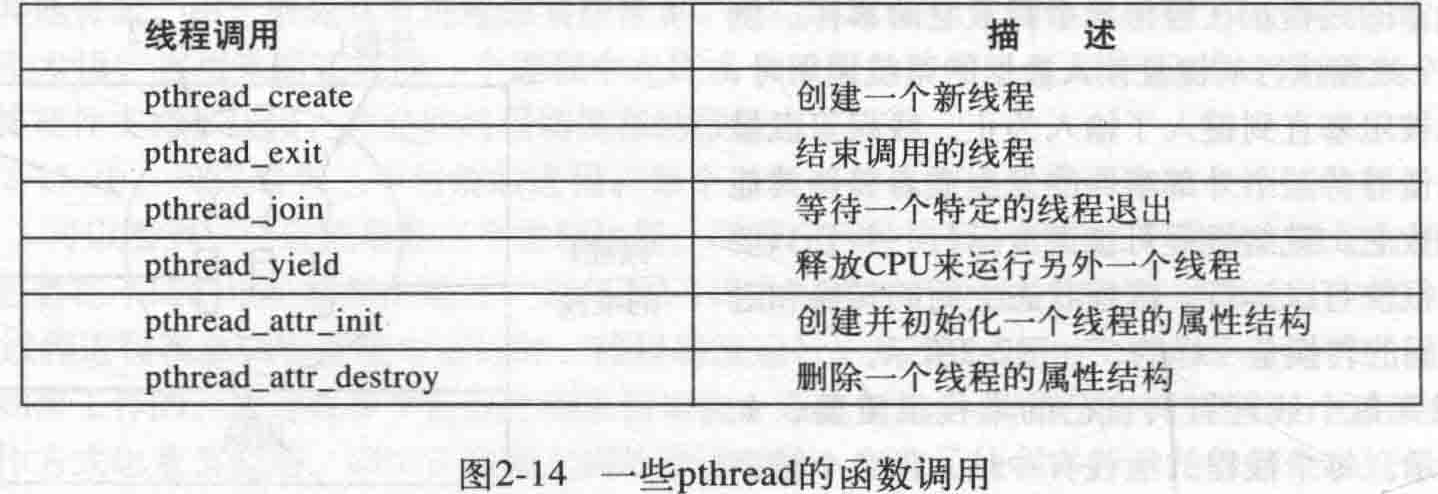 线程调用 描 述
pthread_create 创建一个新线程
pthread_exit 结束调用的线程
pthread_join 等待一个特定的线程退出
pthread_yield 释放CPU来运行另外一个线程
pthread_attr_init 创建并初始化一个线程的属性结构
pthread_attr_destroy 删除一个线程的属性结构
图2-14 一些pthread的函数调用